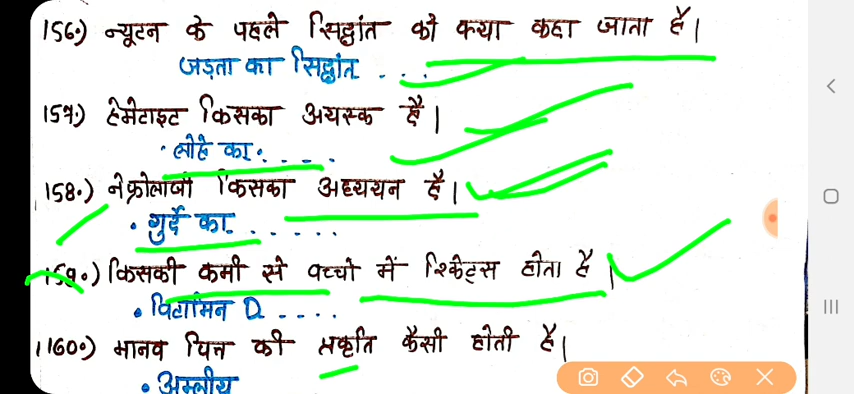 156.) न्यूटन के पहले सिद्धांत को क्या कहा जाता है।
जड़ता का सिद्धांत . . .
157.) हेमेटाइट किसका अयस्क है।
• लोहे का. . . . .
158.) नेफ्रोलॉजी किसका अध्ययन है।
• गुर्दे का. . . . . . .
159.) किसकी कमी से बच्चो में रिकेट्स होता है।
• विटामिन D. . . . .
1160.) मानव पित्त की प्रकृति कैसी होती है।
• अम्लीय